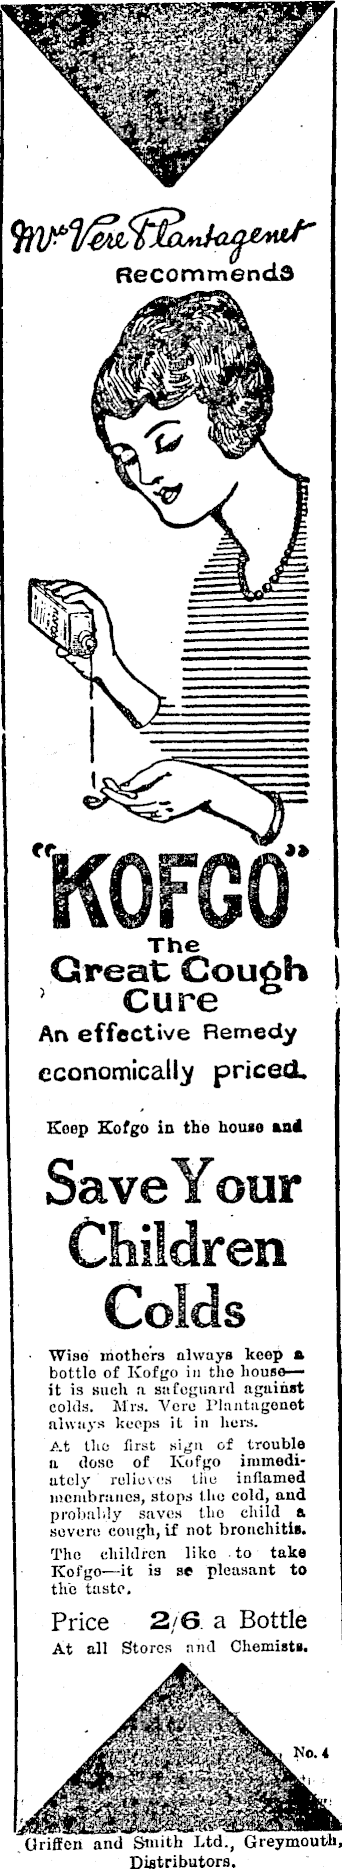 Mrs Vere Plantagenet
Recommends
"KOFGO"
The
Great Cough
Cure
An effective Remedy
economically priced.
Keep Kofgo in the house and
Save Your
Children
Colds
Wise mothers always keep a
bottle of Kofgo in the house—
it is such a safeguard against
colds. Mrs. Vere Plantagenet
always keeps it in hers.
At the first sign of trouble
a dose of Kofgo immedi-
ately relieves the inflamed
membranes, stops the cold, and
probably saves the child a
severe cough, if not bronchitis.
The children like to take
Kofgo—it is so pleasant to
the taste.
Price 2/6 a Bottle
At all Stores and Chemists.
No. 4
Griffen and Smith Ltd., Greymouth,
Distributors.